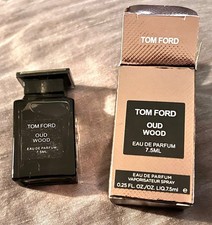 TOM FORD
OUD WOOD
EAU DE PARFUM
7.5ML
TOM FORD
TOM FORD
OUD
WOOD
EAU DE PARFUM
7.5ML
EAU DE PARFUM
VAPORISATEUR SPRAY
0.25 FL.OZ./LIQ.7.5ml